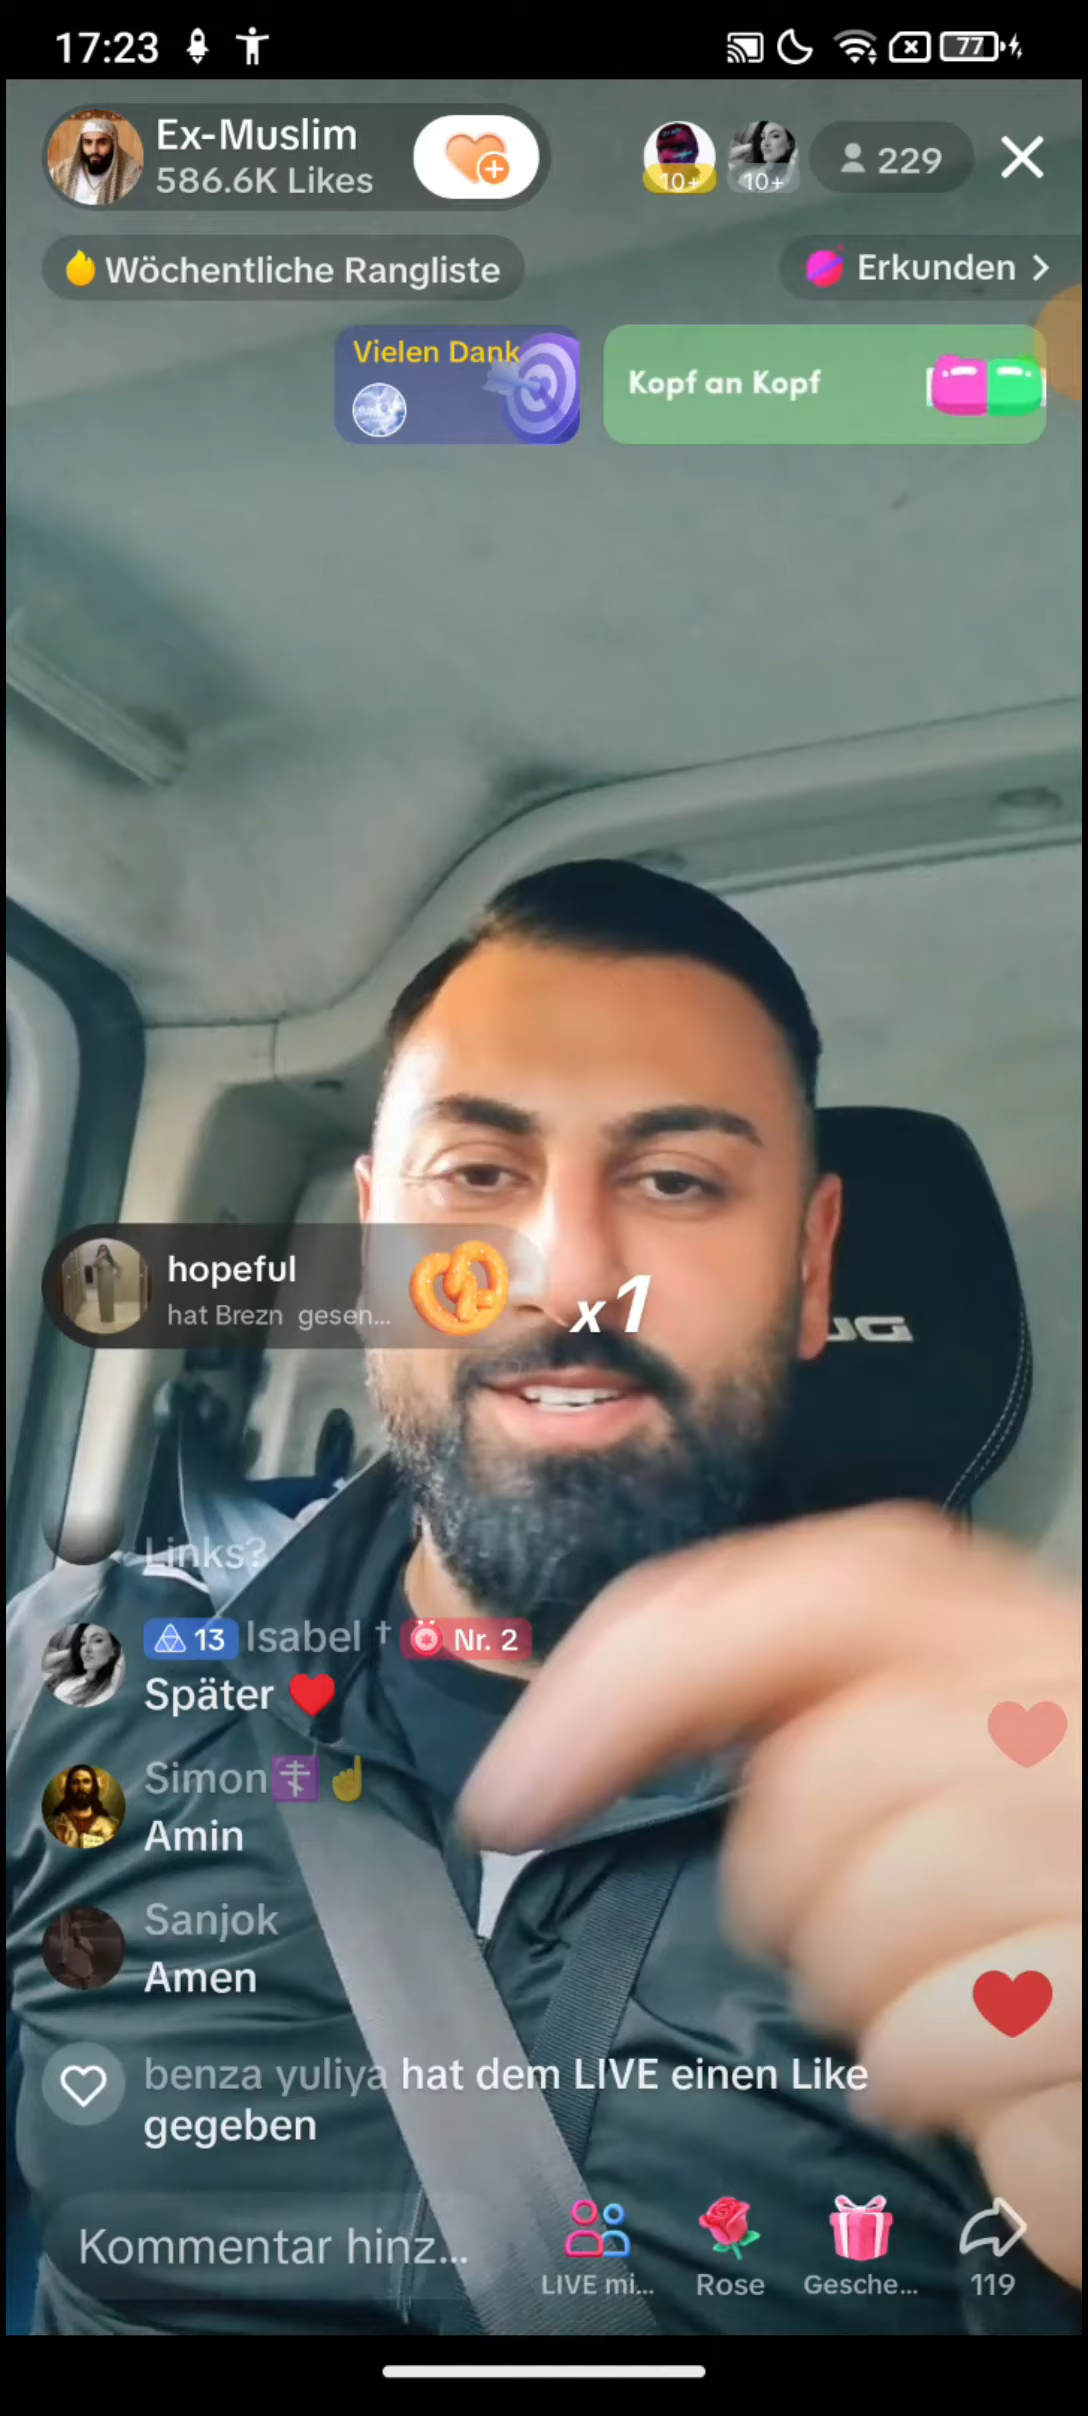 17:23
77
Ex-Muslim
586.6K Likes
10+
10+
229
Wöchentliche Rangliste
Erkunden >
Vielen Dank
Kopf an Kopf
hopeful
hat Brezn gesen...
x1
UG
Links?
13 Isabel † Nr. 2
Später ❤️
Simon☦️☝️
Amin
Sanjok
Amen
benza yuliya hat dem LIVE einen Like
gegeben
Kommentar hinz...
LIVE mi...
Rose
Gesche...
119